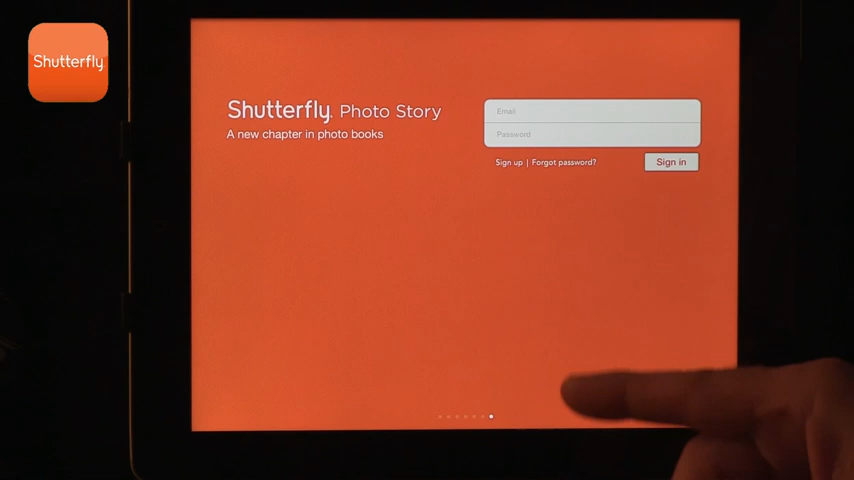 Shutterfly
Shutterfly. Photo Story
A new chapter in photo books
Email
Password
Sign up | Forgot password?
Sign in